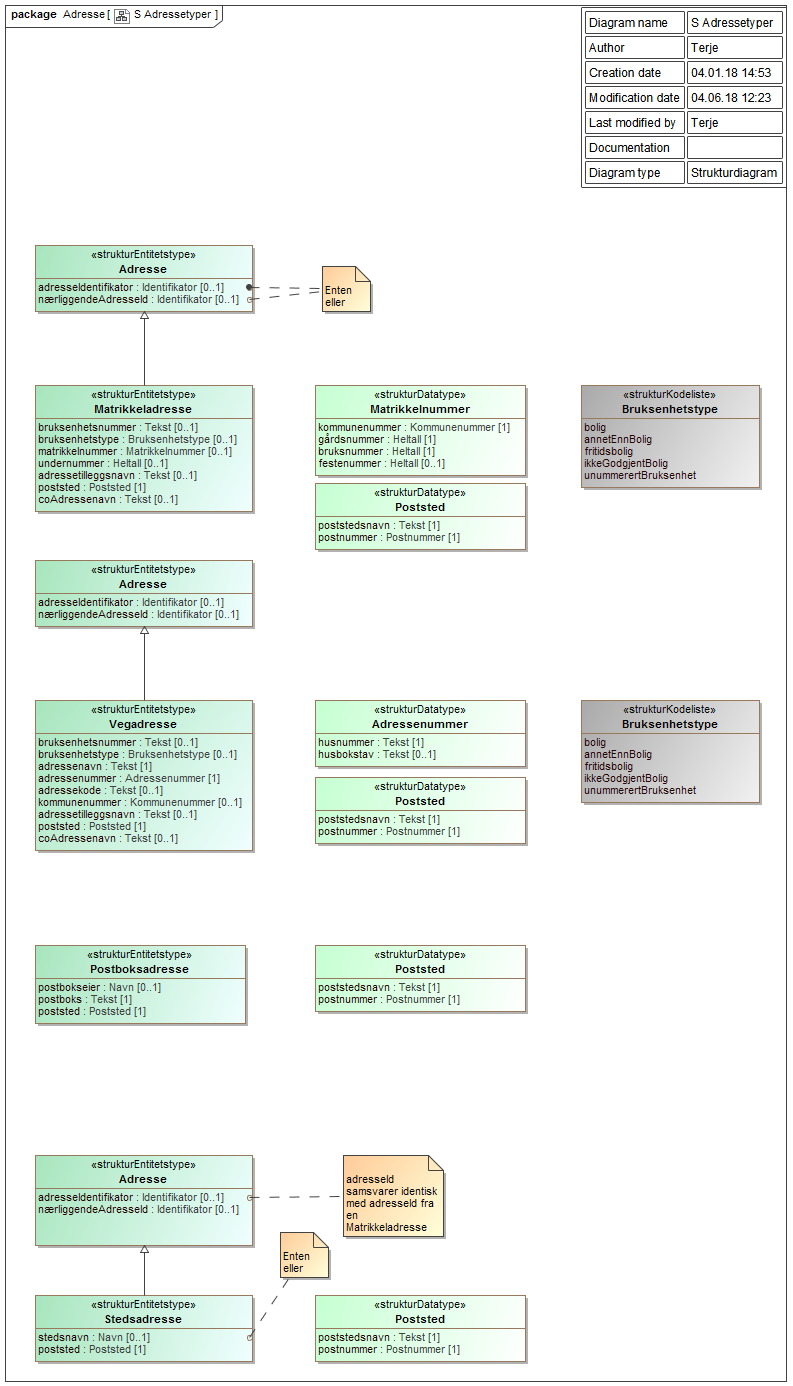 package Adresse [ S Adressetyper ]
Diagram name S Adressetyper
Author Terje
Creation date 04.01.18 14:53
Modification date 04.06.18 12:23
Last modified by Terje
Documentation
Diagram type Strukturdiagram
«strukturEntitetstype»
Adresse
adresseIdentifikator : Identifikator [0..1]
nærliggendeAdresseId : Identifikator [0..1]
Enten
eller
«strukturEntitetstype»
Matrikkeladresse
bruksenhetsnummer : Tekst [0..1]
bruksenhetstype : Bruksenhetstype [0..1]
matrikkelnummer : Matrikkelnummer [0..1]
undernummer : Heltall [0..1]
adressetilleggsnavn : Tekst [0..1]
poststed : Poststed [1]
coAdressenavn : Tekst [0..1]
«strukturDatatype»
Matrikkelnummer
kommunenummer : Kommunenummer [1]
gårdsnummer : Heltall [1]
bruksnummer : Heltall [1]
festenummer : Heltall [0..1]
«strukturKodeliste»
Bruksenhetstype
bolig
annetEnnBolig
fritidsbolig
ikkeGodgjentBolig
unummerertBruksenhet
«strukturDatatype»
Poststed
poststedsnavn : Tekst [1]
postnummer : Postnummer [1]
«strukturEntitetstype»
Adresse
adresseIdentifikator : Identifikator [0..1]
nærliggendeAdresseId : Identifikator [0..1]
«strukturEntitetstype»
Vegadresse
bruksenhetsnummer : Tekst [0..1]
bruksenhetstype : Bruksenhetstype [0..1]
adressenavn : Tekst [1]
adressenummer : Adressenummer [1]
adressekode : Tekst [0..1]
kommunenummer : Kommunenummer [0..1]
adressetilleggsnavn : Tekst [0..1]
poststed : Poststed [1]
coAdressenavn : Tekst [0..1]
«strukturDatatype»
Adressenummer
husnummer : Tekst [1]
husbokstav : Tekst [0..1]
«strukturKodeliste»
Bruksenhetstype
bolig
annetEnnBolig
fritidsbolig
ikkeGodgjentBolig
unummerertBruksenhet
«strukturDatatype»
Poststed
poststedsnavn : Tekst [1]
postnummer : Postnummer [1]
«strukturEntitetstype»
Postboksadresse
postbokseier : Navn [0..1]
postboks : Tekst [1]
poststed : Poststed [1]
«strukturDatatype»
Poststed
poststedsnavn : Tekst [1]
postnummer : Postnummer [1]
«strukturEntitetstype»
Adresse
adresseIdentifikator : Identifikator [0..1]
nærliggendeAdresseId : Identifikator [0..1]
adresseId
samsvarer identisk
med adresseId fra
en
Matrikkeladresse
Enten
eller
«strukturEntitetstype»
Stedsadresse
stedsnavn : Navn [0..1]
poststed : Poststed [1]
«strukturDatatype»
Poststed
poststedsnavn : Tekst [1]
postnummer : Postnummer [1]